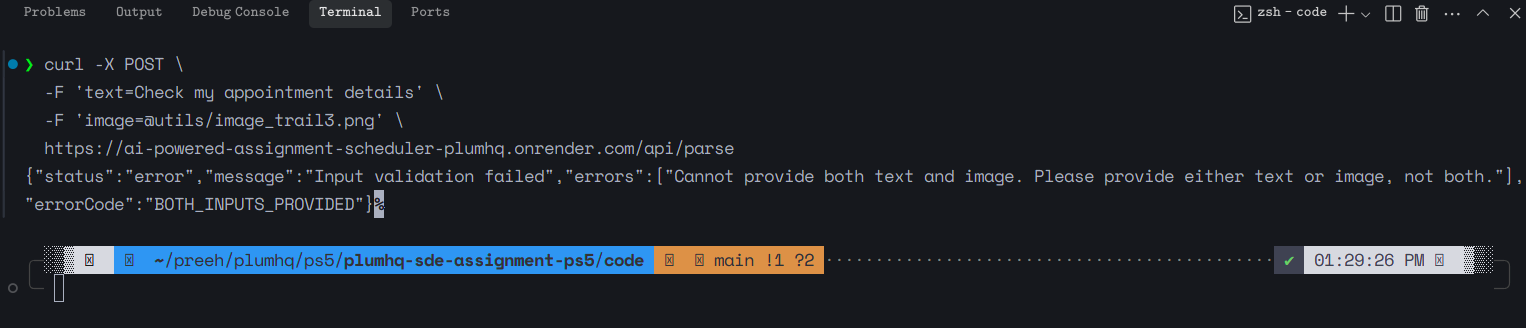 Problems Output Debug Console Terminal Ports zsh - code
❯ curl -X POST \
-F 'text=Check my appointment details' \
-F 'image=@utils/image_trail3.png' \
https://ai-powered-assignment-scheduler-plumhq.onrender.com/api/parse
{"status":"error","message":"Input validation failed","errors":["Cannot provide both text and image. Please provide either text or image, not both."],
"errorCode":"BOTH_INPUTS_PROVIDED"}%
~/preeh/plumhq/ps5/plumhq-sde-assignment-ps5/code main !1 ?2 ✔ 01:29:26 PM